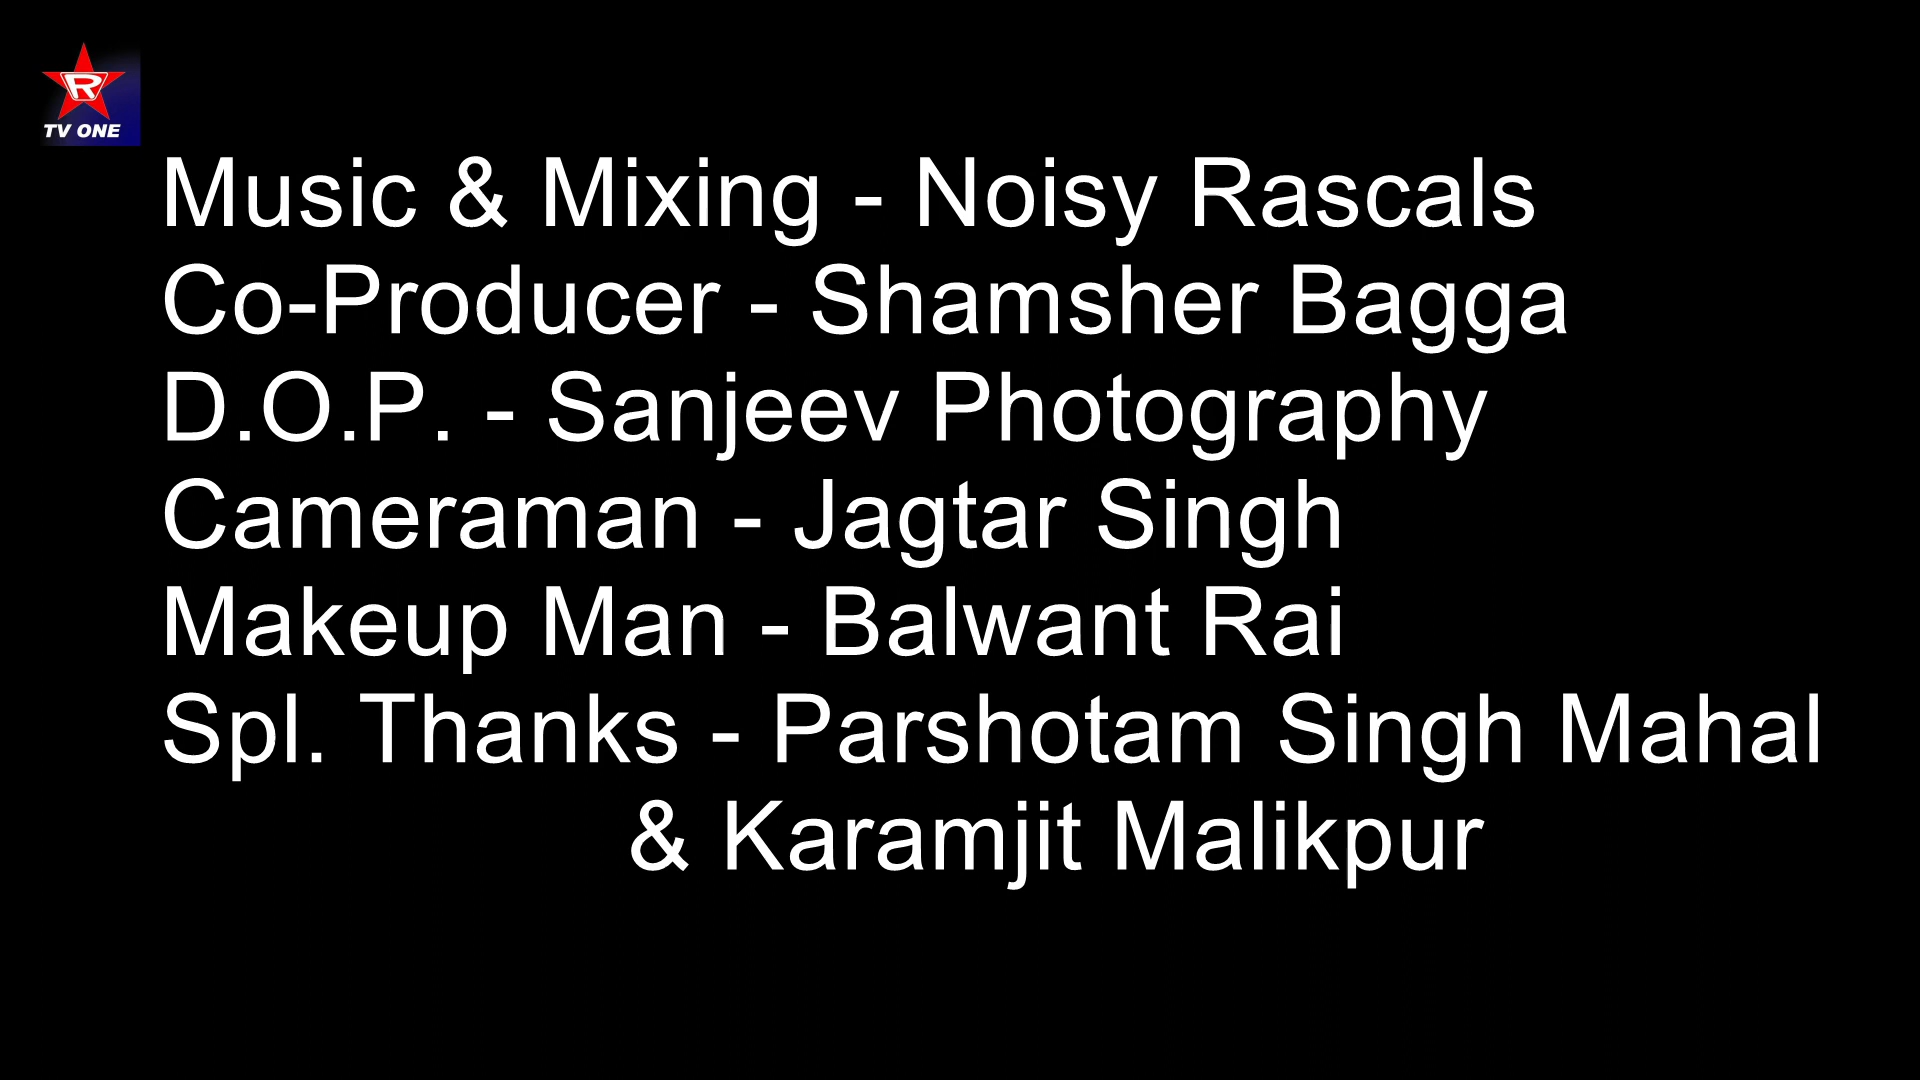 R
TV ONE
Music & Mixing - Noisy Rascals
Co-Producer - Shamsher Bagga
D.O.P. - Sanjeev Photography
Cameraman - Jagtar Singh
Makeup Man - Balwant Rai
Spl. Thanks - Parshotam Singh Mahal
& Karamjit Malikpur